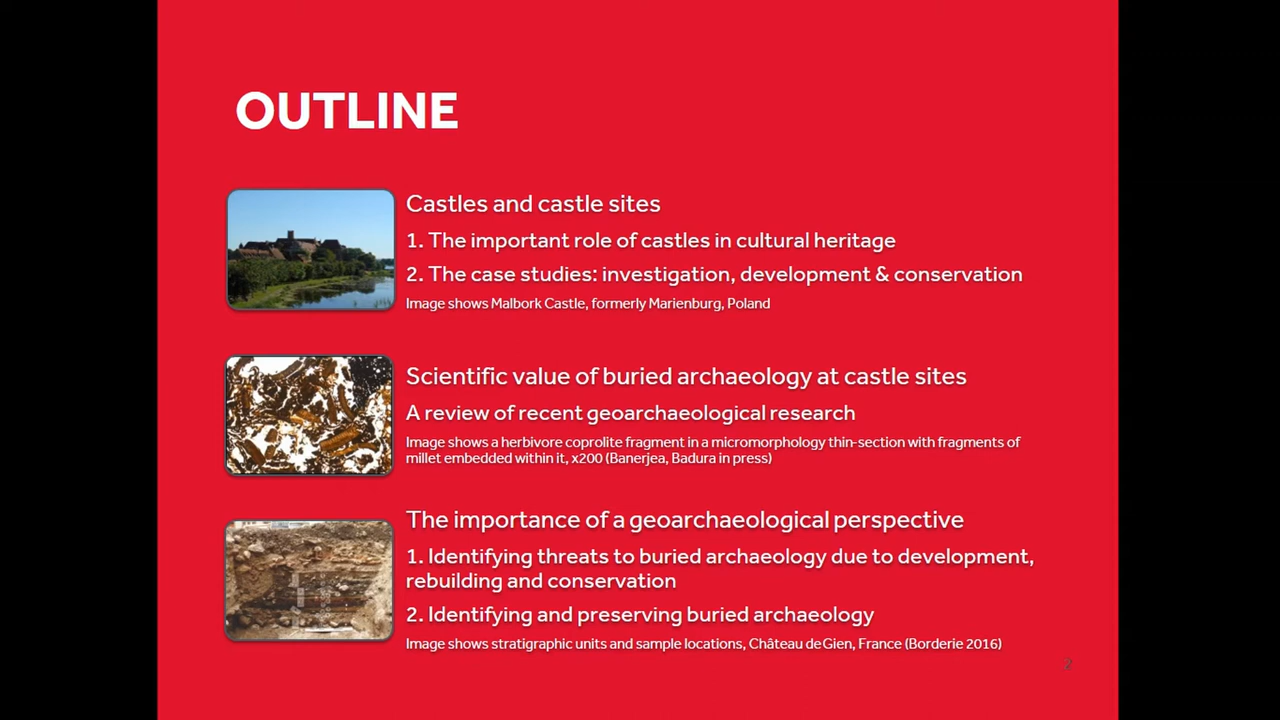 OUTLINE
Castles and castle sites
1. The important role of castles in cultural heritage
2. The case studies: investigation, development & conservation
Image shows Malbork Castle, formerly Marienburg, Poland
Scientific value of buried archaeology at castle sites
A review of recent geoarchaeological research
Image shows a herbivore coprolite fragment in a micromorphology thin-section with fragments of
millet embedded within it, x200 (Banerjea, Badura in press)
The importance of a geoarchaeological perspective
1. Identifying threats to buried archaeology due to development,
rebuilding and conservation
2. Identifying and preserving buried archaeology
Image shows stratigraphic units and sample locations, Château de Gien, France (Borderie 2016)
2